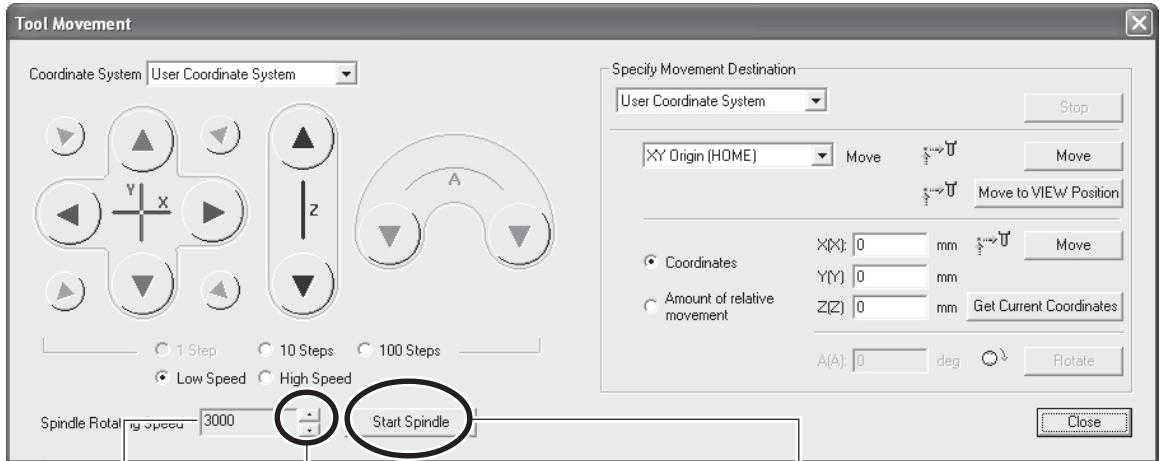 Tool Movement
Coordinate System User Coordinate System
Y
X
Z
A
1 Step 10 Steps 100 Steps
Low Speed High Speed
Spindle Rotating Speed 3000 Start Spindle
Specify Movement Destination
User Coordinate System Stop
XY Origin (HOME) Move Move
Move to VIEW Position
Coordinates
Amount of relative
movement
X(X): 0 mm Move
Y(Y) 0 mm
Z(Z) 0 mm Get Current Coordinates
A(A): 0 deg Rotate
Close